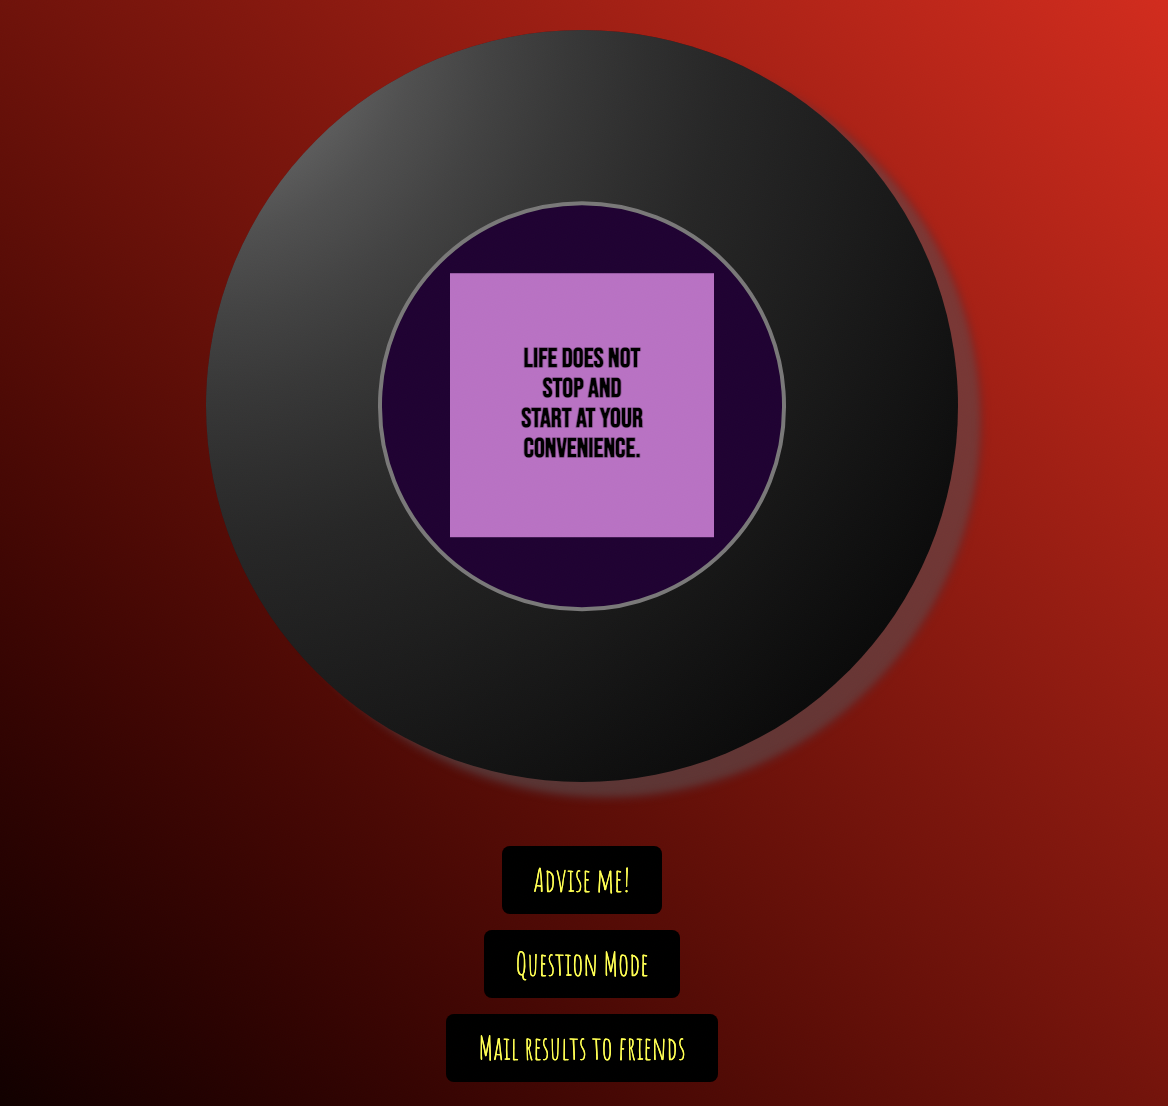 LIFE DOES NOT
STOP AND
START AT YOUR
CONVENIENCE.
Advise me!
Question Mode
Mail results to friends